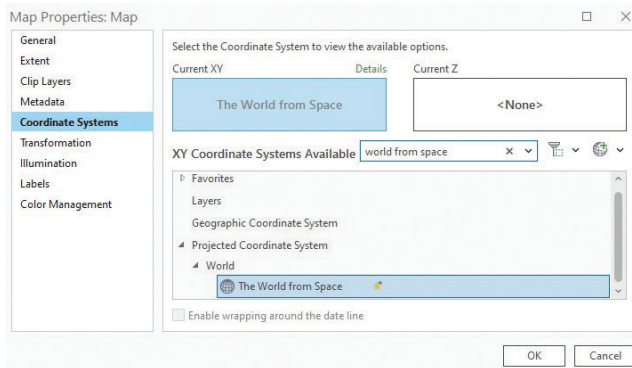 Map Properties: Map
General
Extent
Clip Layers
Metadata
Coordinate Systems
Transformation
Illumination
Labels
Color Management
Select the Coordinate System to view the available options.
Current XY Details Current Z
The World from Space <None>
XY Coordinate Systems Available world from space
Favorites
Layers
Geographic Coordinate System
Projected Coordinate System
World
The World from Space
Enable wrapping around the date line
OK Cancel